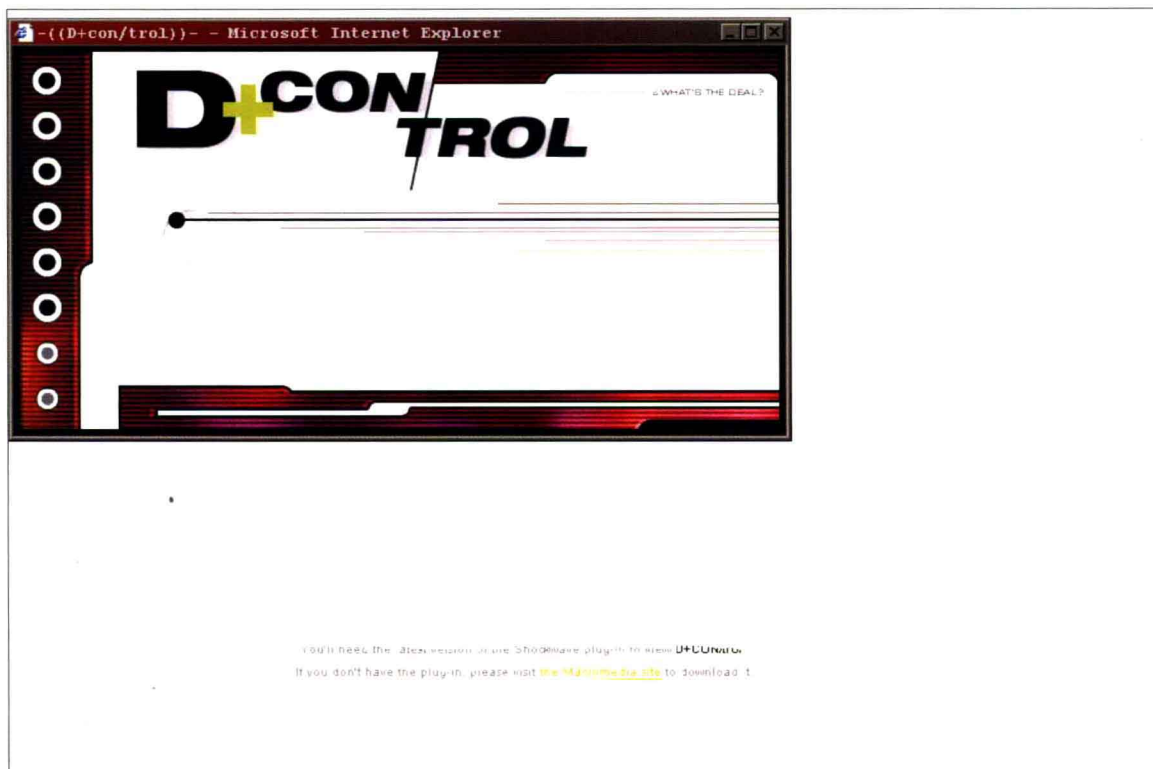 -((D+con/trol))- - Microsoft Internet Explorer
D+CON
TROL
¿WHAT'S THE DEAL?
You'll need the latest version of the Shockwave plug-in to view D+CONtrol
If you don't have the plug-in, please visit the Macromedia site to download it.